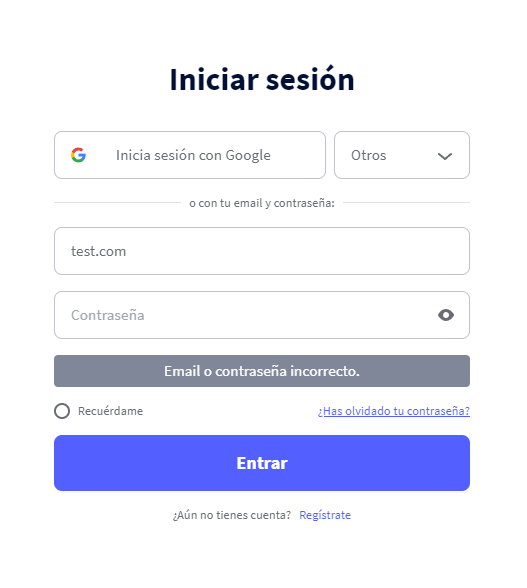 Iniciar sesión
Inicia sesión con Google
Otros
o con tu email y contraseña:
test.com
Contraseña
Email o contraseña incorrecto.
Recuérdame
¿Has olvidado tu contraseña?
Entrar
¿Aún no tienes cuenta? Regístrate